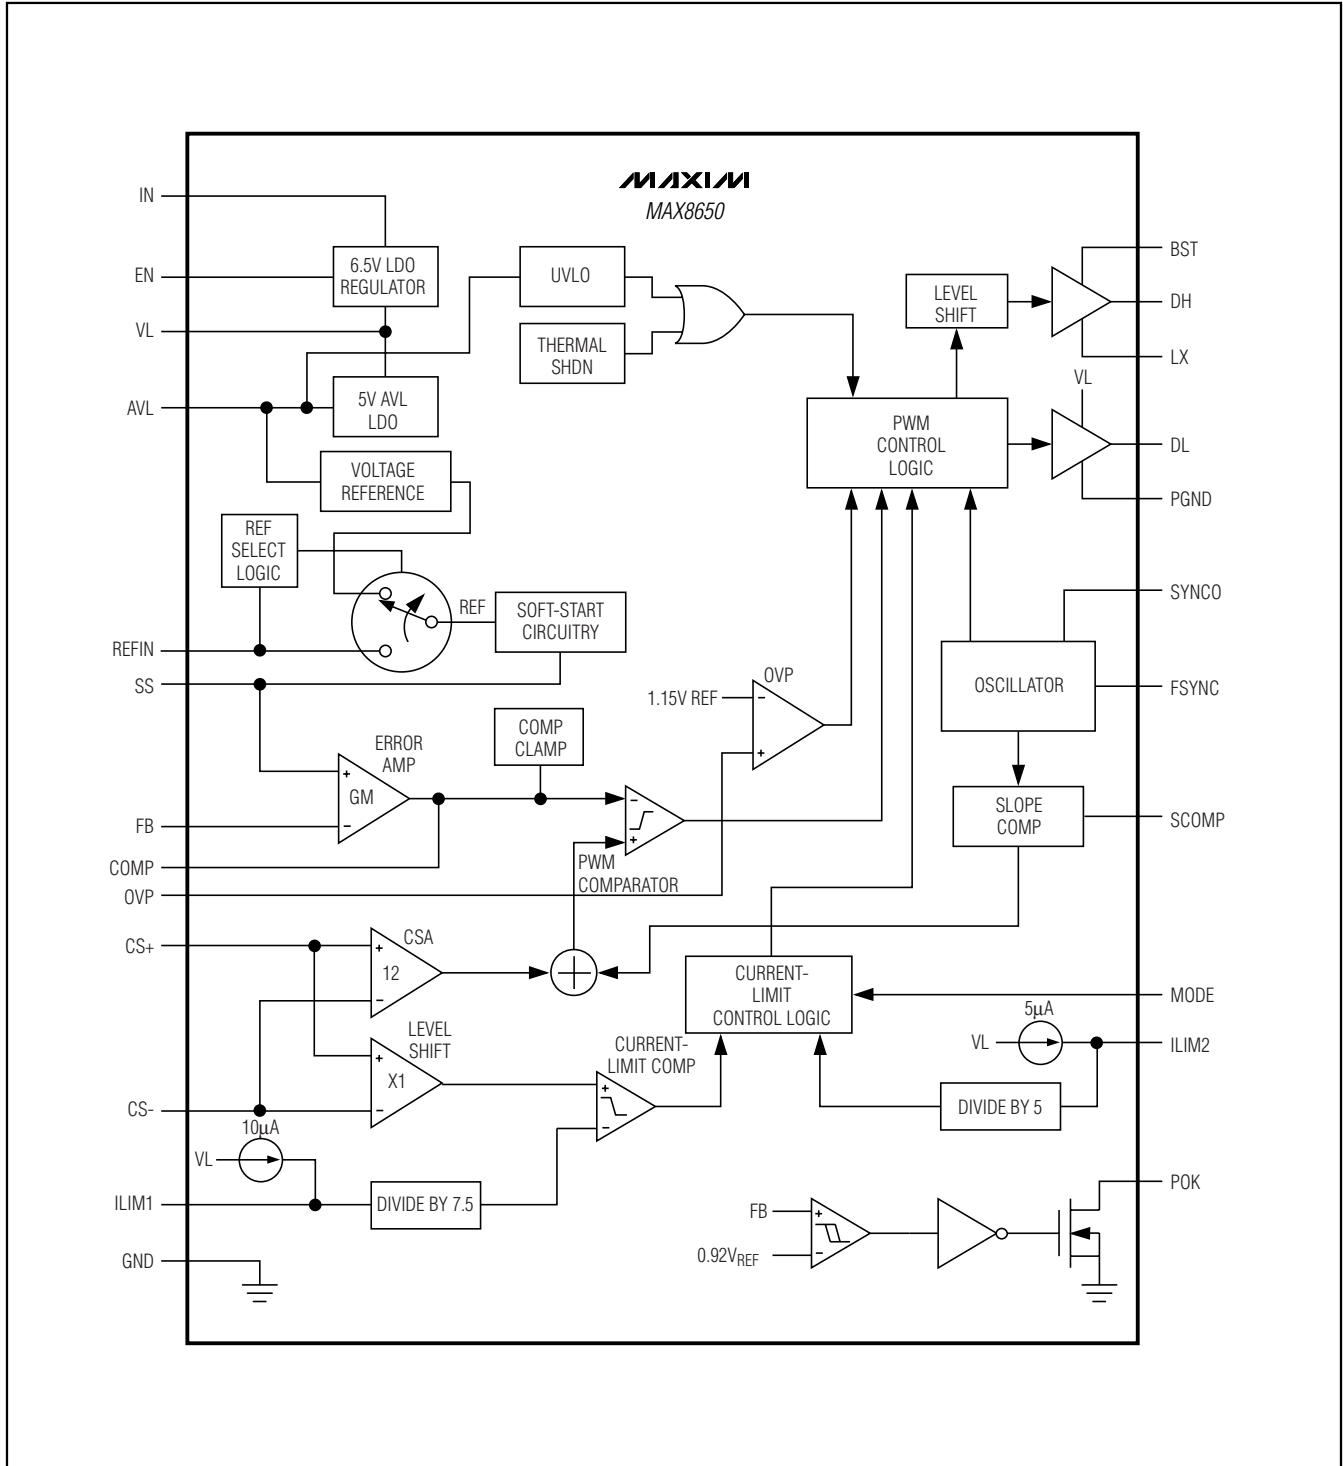 MAXIM
MAX8650
IN
EN
VL
AVL
REFIN
SS
FB
COMP
OVP
CS+
CS-
ILIM1
GND
6.5V LDO
REGULATOR
5V AVL
LDO
VOLTAGE
REFERENCE
REF
SELECT
LOGIC
REF
SOFT-START
CIRCUITRY
UVLO
THERMAL
SHDN
LEVEL
SHIFT
PWM
CONTROL
LOGIC
VL
BST
DH
LX
DL
PGND
SYNCO
FSYNC
SCOMP
MODE
ILIM2
POK
OSCILLATOR
SLOPE
COMP
1.15V REF
OVP
-
+
COMP
CLAMP
ERROR
AMP
+
GM
-
-
+
PWM
COMPARATOR
CSA
+
12
-
LEVEL
SHIFT
+
X1
-
CURRENT-
LIMIT COMP
+
-
CURRENT-
LIMIT
CONTROL LOGIC
5µA
VL
DIVIDE BY 5
10µA
VL
DIVIDE BY 7.5
FB
+
0.92VREF
-